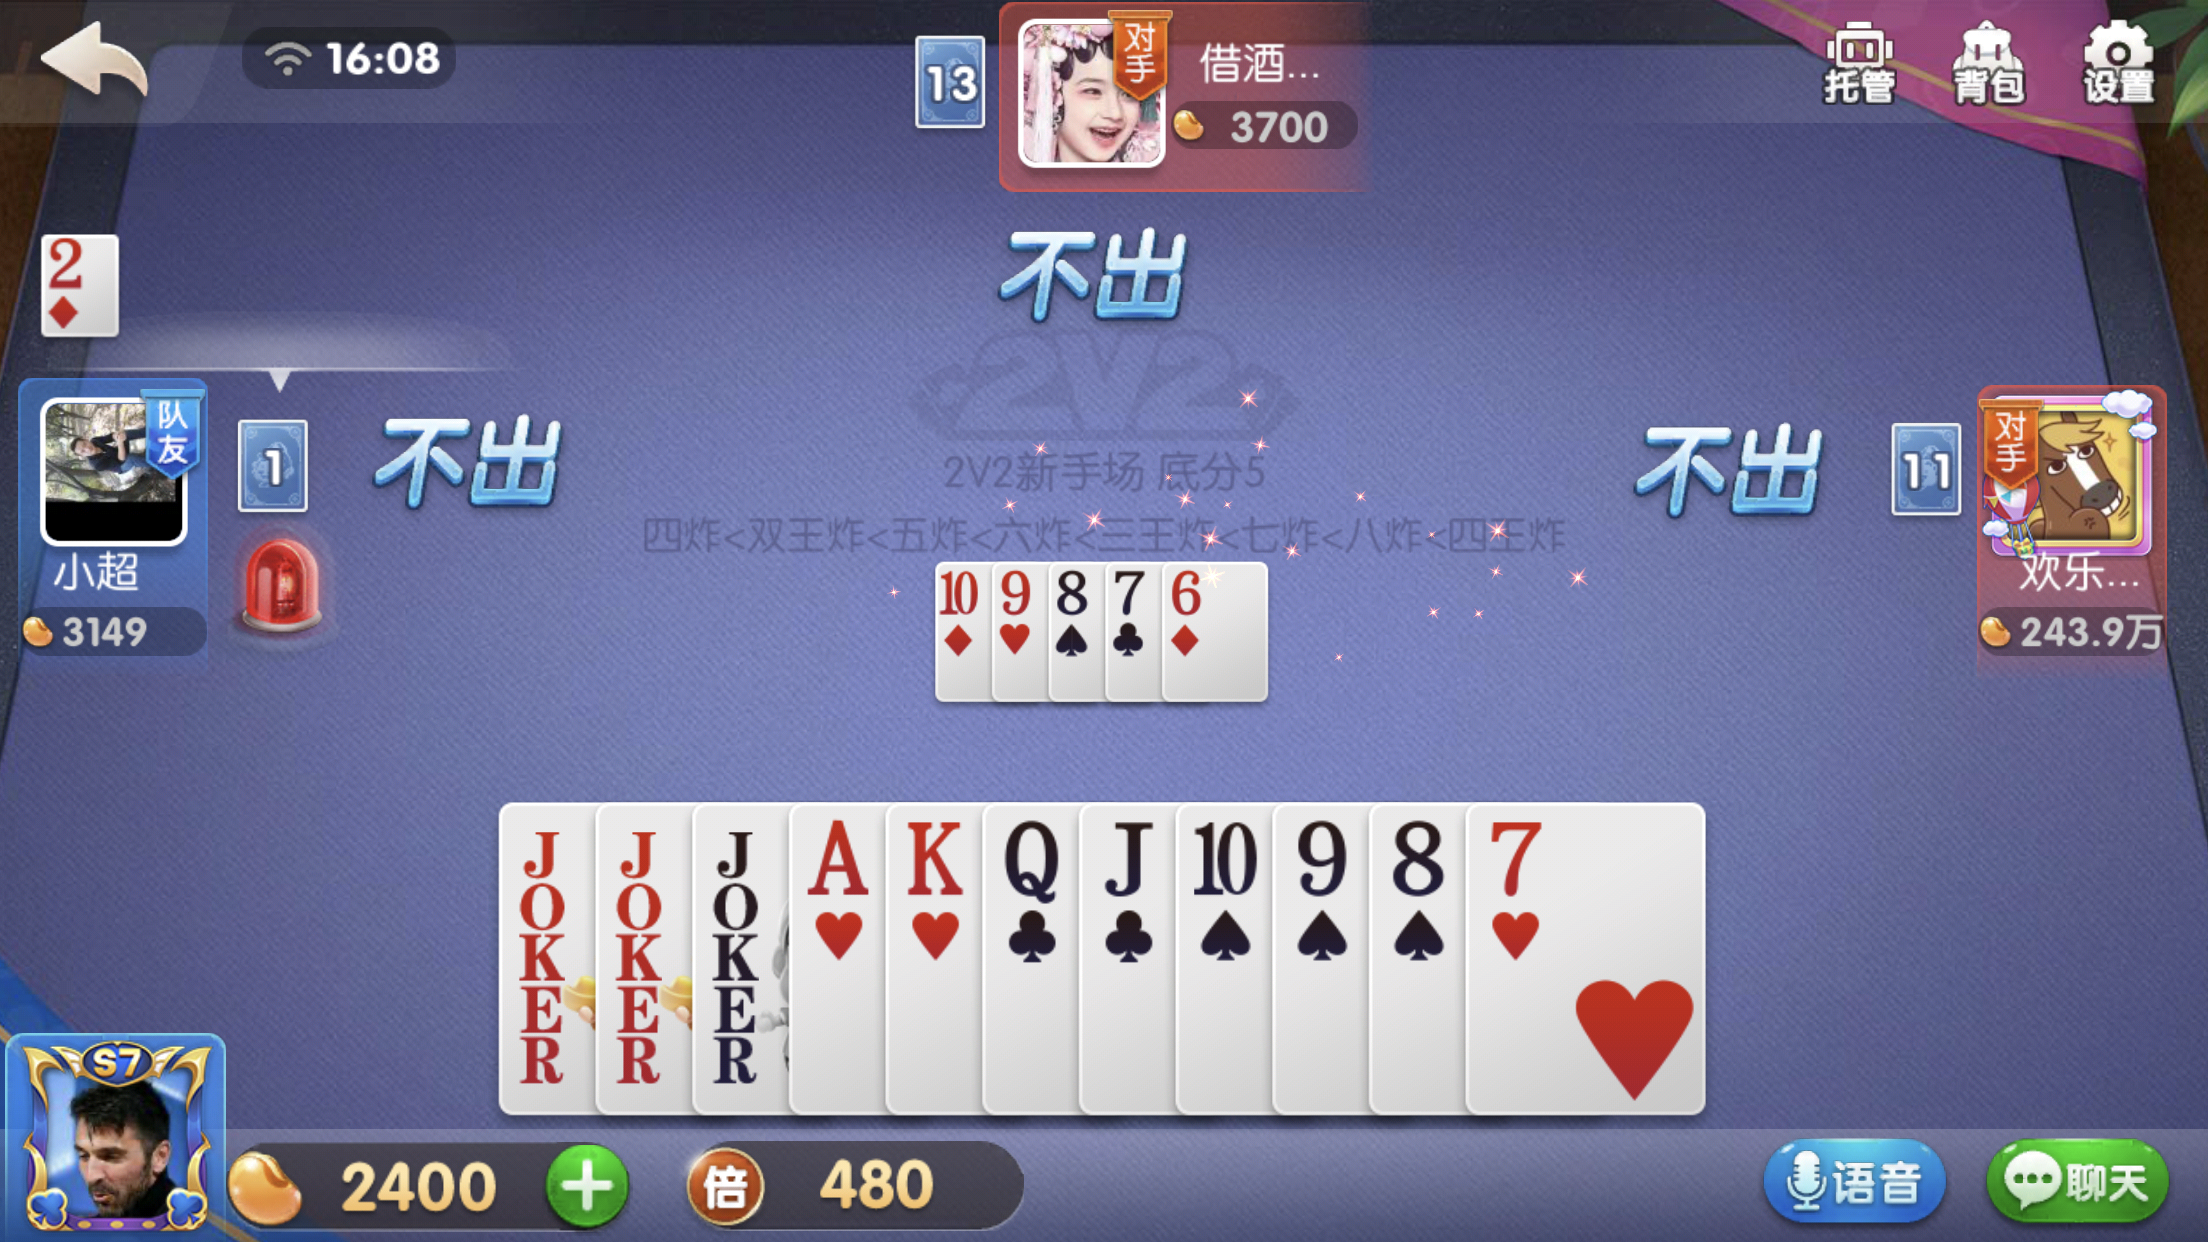 16:08
13
对手
借酒...
3700
托管
背包
设置
2
不出
队友
1
不出
小超
3149
2V2
2V2新手场 底分5
四炸<双王炸<五炸<六炸<三王炸<七炸<八炸<四王炸
不出
11
对手
欢乐...
243.9万
10 9 8 7 6
JOKER JOKER JOKER A K Q J 10 9 8 7
S7
2400
倍 480
语音
聊天